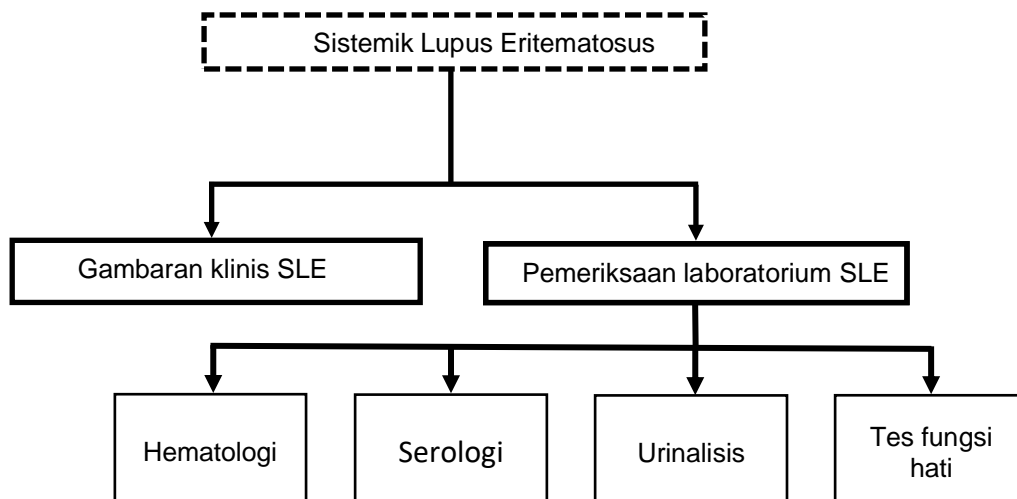 Sistemik Lupus Eritematosus
Gambaran klinis SLE
Pemeriksaan laboratorium SLE
Hematologi
Serologi
Urinalisis
Tes fungsi
hati